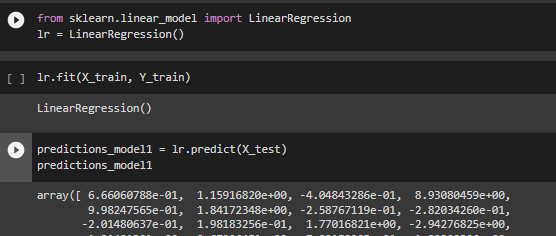 from sklearn.linear_model import LinearRegression
lr = LinearRegression()
[ ] lr.fit(X_train, Y_train)
LinearRegression()
predictions_model1 = lr.predict(X_test)
predictions_model1
array([ 6.66060788e-01, 1.15916820e+00, -4.04843286e-01, 8.93080459e+00,
9.98247565e-01, 1.84172348e+00, -2.58767119e-01, -2.82034260e-01,
-2.01480637e-01, 1.98183256e-01, 1.77016821e+00, -2.94276825e+00,